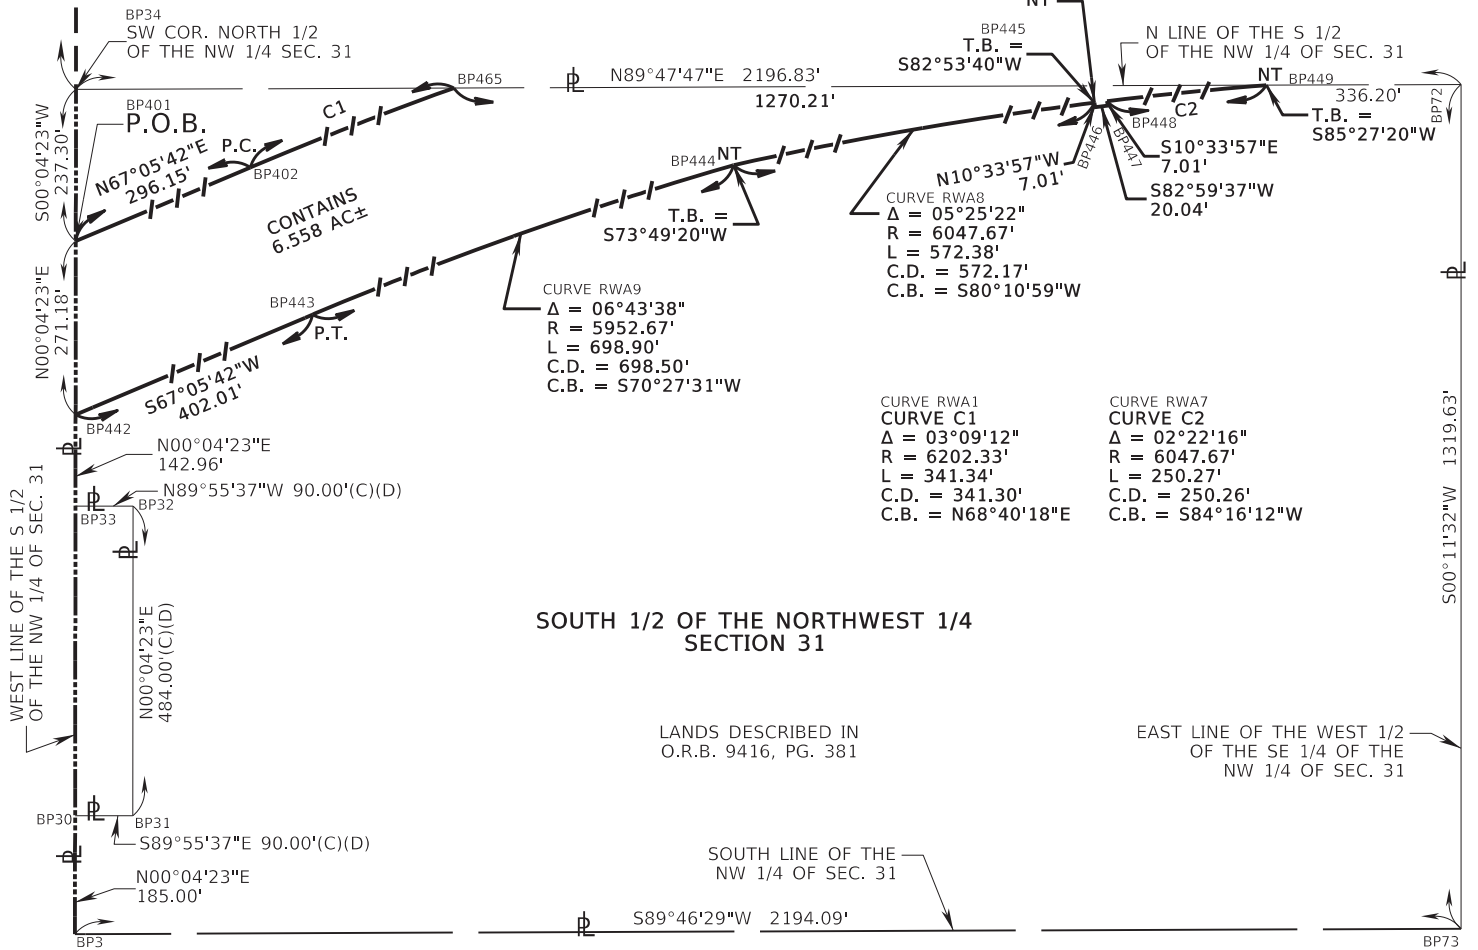 BP34
SW COR. NORTH 1/2
OF THE NW 1/4 SEC. 31
NT
BP445
T.B. =
S82°53'40"W
N LINE OF THE S 1/2
OF THE NW 1/4 OF SEC. 31
BP465
N89°47'47"E 2196.83'
1270.21'
NT
BP449
336.20'
BP72
T.B. =
S85°27'20"W
S00°04'23"W
237.30'
BP401
P.O.B.
C1
P.C.
N67°05'42"E
296.15'
BP402
CONTAINS
6.558 AC±
BP444
NT
T.B. =
S73°49'20"W
N10°33'57"W
7.01'
BP446
BP447
BP448
C2
S10°33'57"E
7.01'
S82°59'37"W
20.04'
CURVE RWA8
Δ = 05°25'22"
R = 6047.67'
L = 572.38'
C.D. = 572.17'
C.B. = S80°10'59"W
N00°04'23"E
271.18'
BP443
P.T.
CURVE RWA9
Δ = 06°43'38"
R = 5952.67'
L = 698.90'
C.D. = 698.50'
C.B. = S70°27'31"W
S67°05'42"W
402.01'
BP442
N00°04'23"E
142.96'
N89°55'37"W 90.00'(C)(D)
BP33
BP32
CURVE RWA1
CURVE C1
Δ = 03°09'12"
R = 6202.33'
L = 341.34'
C.D. = 341.30'
C.B. = N68°40'18"E
CURVE RWA7
CURVE C2
Δ = 02°22'16"
R = 6047.67'
L = 250.27'
C.D. = 250.26'
C.B. = S84°16'12"W
S00°11'32"W 1319.63'
WEST LINE OF THE S 1/2
OF THE NW 1/4 OF SEC. 31
N00°04'23"E
484.00'(C)(D)
SOUTH 1/2 OF THE NORTHWEST 1/4
SECTION 31
LANDS DESCRIBED IN
O.R.B. 9416, PG. 381
EAST LINE OF THE WEST 1/2
OF THE SE 1/4 OF THE
NW 1/4 OF SEC. 31
BP30
BP31
S89°55'37"E 90.00'(C)(D)
N00°04'23"E
185.00'
SOUTH LINE OF THE
NW 1/4 OF SEC. 31
S89°46'29"W 2194.09'
BP3
BP73